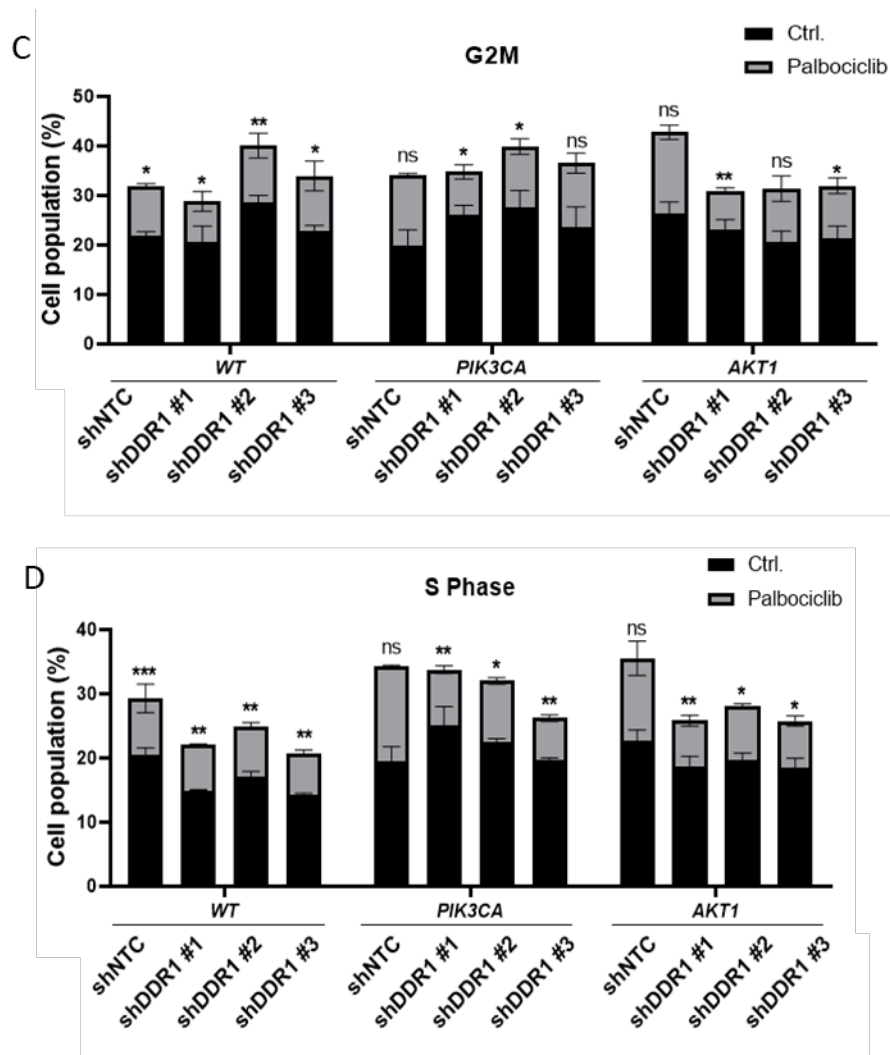 C
G2M
Ctrl.
Palbociclib
Cell population (%)
50
40
30
20
10
0
* * ** * ns * * ns ns ** ns *
WT PIK3CA AKT1
shNTC shDDR1 #1 shDDR1 #2 shDDR1 #3 shNTC shDDR1 #1 shDDR1 #2 shDDR1 #3 shNTC shDDR1 #1 shDDR1 #2 shDDR1 #3
D
S Phase
Ctrl.
Palbociclib
Cell population (%)
40
30
20
10
0
*** ** ** ** ns ** * ** ns ** * *
WT PIK3CA AKT1
shNTC shDDR1 #1 shDDR1 #2 shDDR1 #3 shNTC shDDR1 #1 shDDR1 #2 shDDR1 #3 shNTC shDDR1 #1 shDDR1 #2 shDDR1 #3